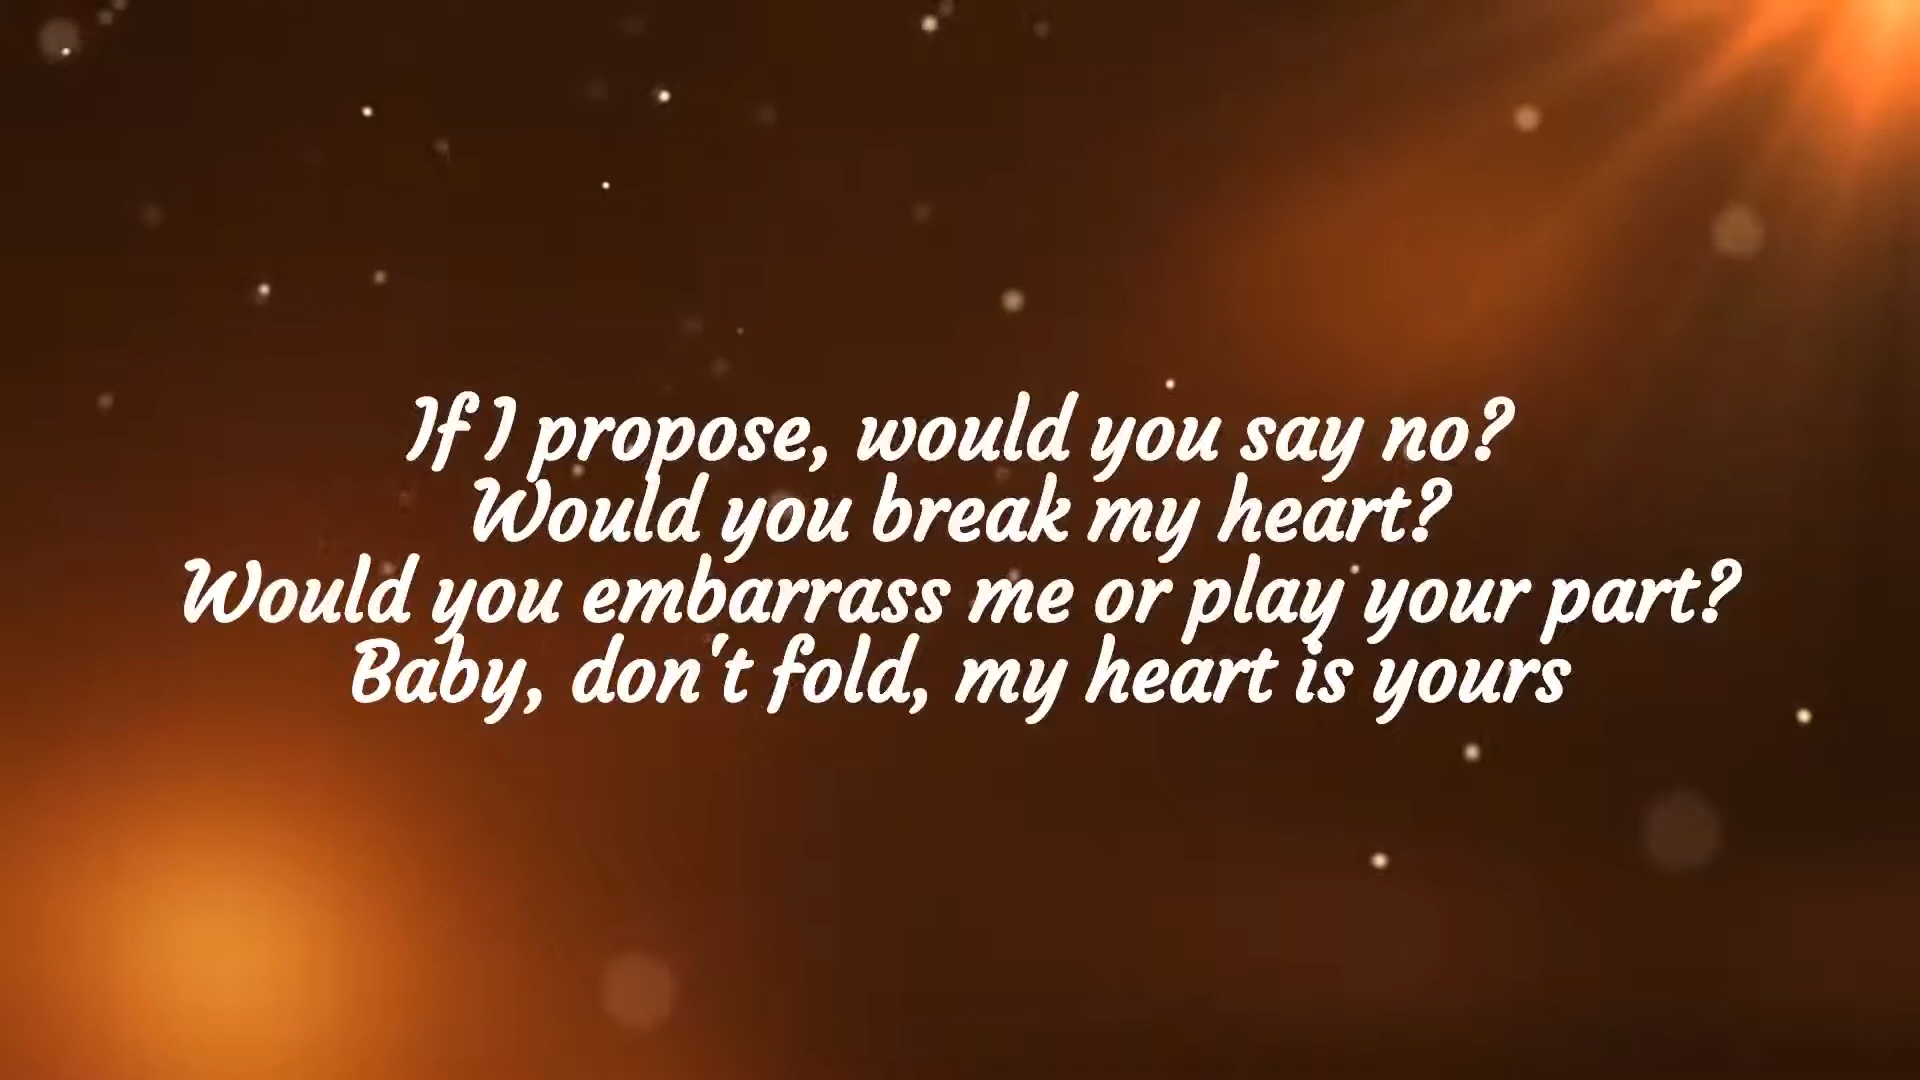 If I propose, would you say no?
Would you break my heart?
Would you embarrass me or play your part?
Baby, don't fold, my heart is yours